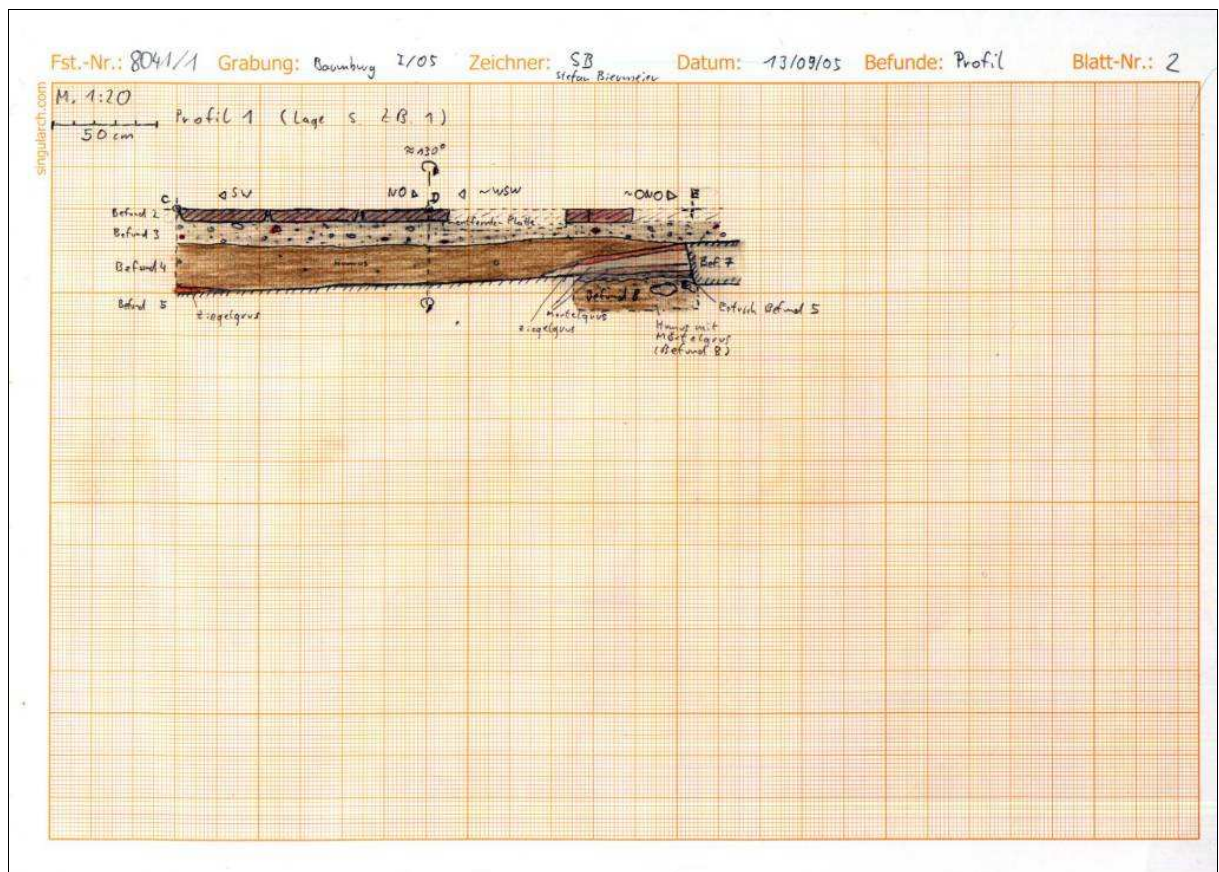 Fst.-Nr.: 8041/1 Grabung: Baumburg I/05 Zeichner: SB Datum: 13/09/05 Befunde: Profil Blatt-Nr.: 2
Stefan Biermeier
singularch.com
M. 1:20
50 cm
Profil 1 (Lage s. ZB. 1)
≈130°
C SW NO D ~WSW ~ONO E
Befund 2
Platte
Befund 3
Befund 4
Humus
Bef. 7
Befund 5
Ziegelgrus
Befund 8
Mörtelgrus
Ziegelgrus
Estrich Befund 5
Humus mit
Mörtelgrus
(Befund 8)